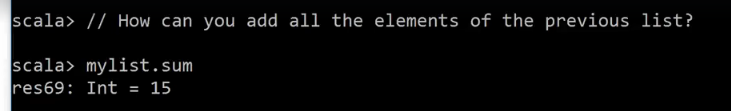 scala> // How can you add all the elements of the previous list?
scala> mylist.sum
res69: Int = 15